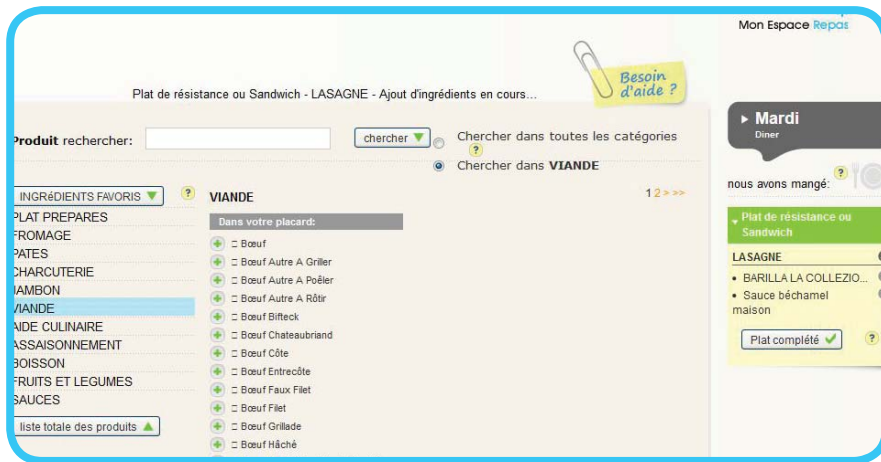 Mon Espace Repas
Besoin
d'aide ?
Plat de résistance ou Sandwich - LASAGNE - Ajout d'ingrédients en cours...
Produit rechercher:
chercher
Chercher dans toutes les catégories
?
Chercher dans VIANDE
INGRéDIENTS FAVORIS
?
PLAT PREPARES
FROMAGE
PATES
CHARCUTERIE
JAMBON
VIANDE
AIDE CULINAIRE
ASSAISONNEMENT
BOISSON
FRUITS ET LEGUMES
SAUCES
liste totale des produits
VIANDE
1 2 > >>
Dans votre placard:
Bœuf
Bœuf Autre A Griller
Bœuf Autre A Poêler
Bœuf Autre A Rôtir
Bœuf Bifteck
Bœuf Chateaubriand
Bœuf Côte
Bœuf Entrecôte
Bœuf Faux Filet
Bœuf Filet
Bœuf Grillade
Bœuf Hâché
Mardi
Diner
?
nous avons mangé:
Plat de résistance ou
Sandwich
LASAGNE
• BARILLA LA COLLEZIO...
• Sauce béchamel
maison
Plat complété
?